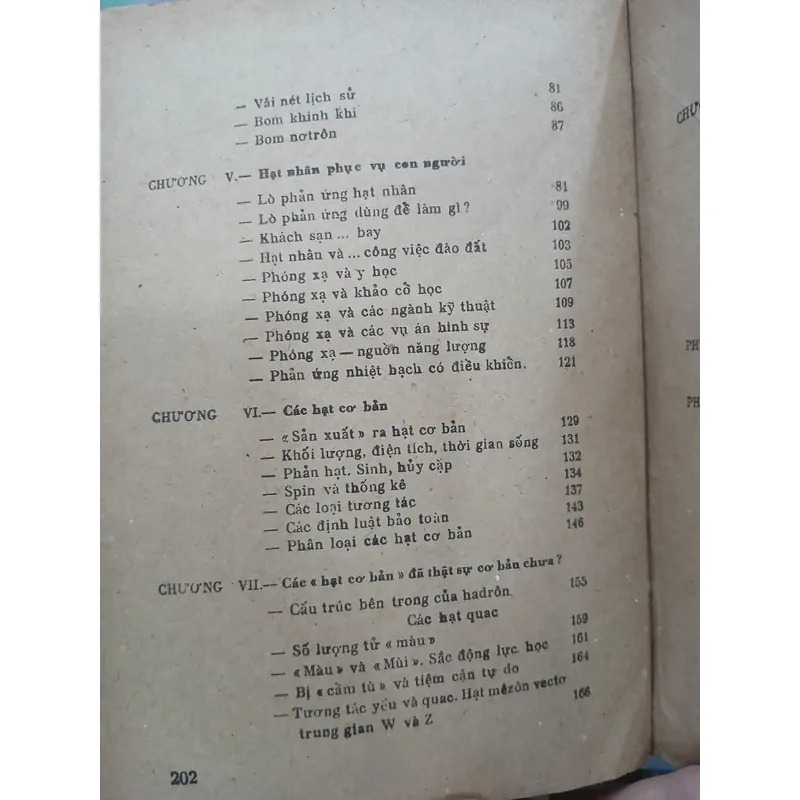 — Vài nét lịch sử 81
— Bom khinh khí 86
— Bom nơtrôn 87
CHƯƠNG V.— Hạt nhân phục vụ con người
— Lò phản ứng hạt nhân 81
— Lò phản ứng dùng để làm gì? 99
— Khách sạn ... bay 102
— Hạt nhân và ... công việc đào đất 103
— Phóng xạ và y học 105
— Phóng xạ và khảo cổ học 107
— Phóng xạ và các ngành kỹ thuật 109
— Phóng xạ và các vụ án hình sự 113
— Phóng xạ — nguồn năng lượng 118
— Phản ứng nhiệt hạch có điều khiển. 121
CHƯƠNG VI.— Các hạt cơ bản
— «Sản xuất» ra hạt cơ bản 129
— Khối lượng, điện tích, thời gian sống 131
— Phản hạt. Sinh, hủy cặp 132
— Spin và thống kê 134
— Các loại tương tác 137
— Các định luật bảo toàn 143
— Phân loại các hạt cơ bản 146
CHƯƠNG VII.— Các «hạt cơ bản» đã thật sự cơ bản chưa?
— Cấu trúc bên trong của hadrôn. 155
Các hạt quac
— Số lượng tử «màu» 159
— «Màu» và «Mùi». Sắc động lực học 161
— Bị «cầm tù» và tiệm cận tự do 164
— Tương tác yếu và quac. Hạt mêzôn vectơ 166
trung gian W và Z
202
CHƯƠ
PH
PH